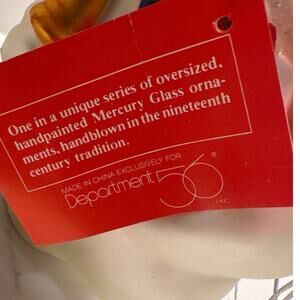 One in a unique series of oversized,
handpainted Mercury Glass orna-
ments, handblown in the nineteenth
century tradition.
MADE IN CHINA EXCLUSIVELY FOR
Department 56®
INC.